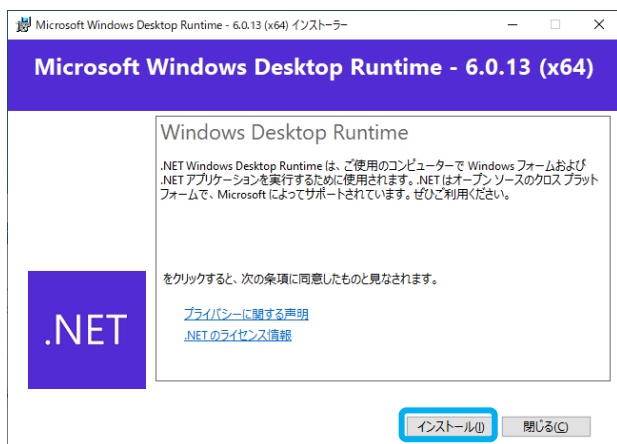 Microsoft Windows Desktop Runtime - 6.0.13 (x64) インストーラー
Microsoft Windows Desktop Runtime - 6.0.13 (x64)
Windows Desktop Runtime
.NET Windows Desktop Runtime は、ご使用のコンピューターで Windows フォームおよび
.NET アプリケーションを実行するために使用されます。.NET はオープン ソースのクロス プラット
フォームで、Microsoft によってサポートされています。ぜひご利用ください。
をクリックすると、次の条項に同意したものと見なされます。
プライバシーに関する声明
.NET のライセンス情報
.NET
インストール(I)
閉じる(C)